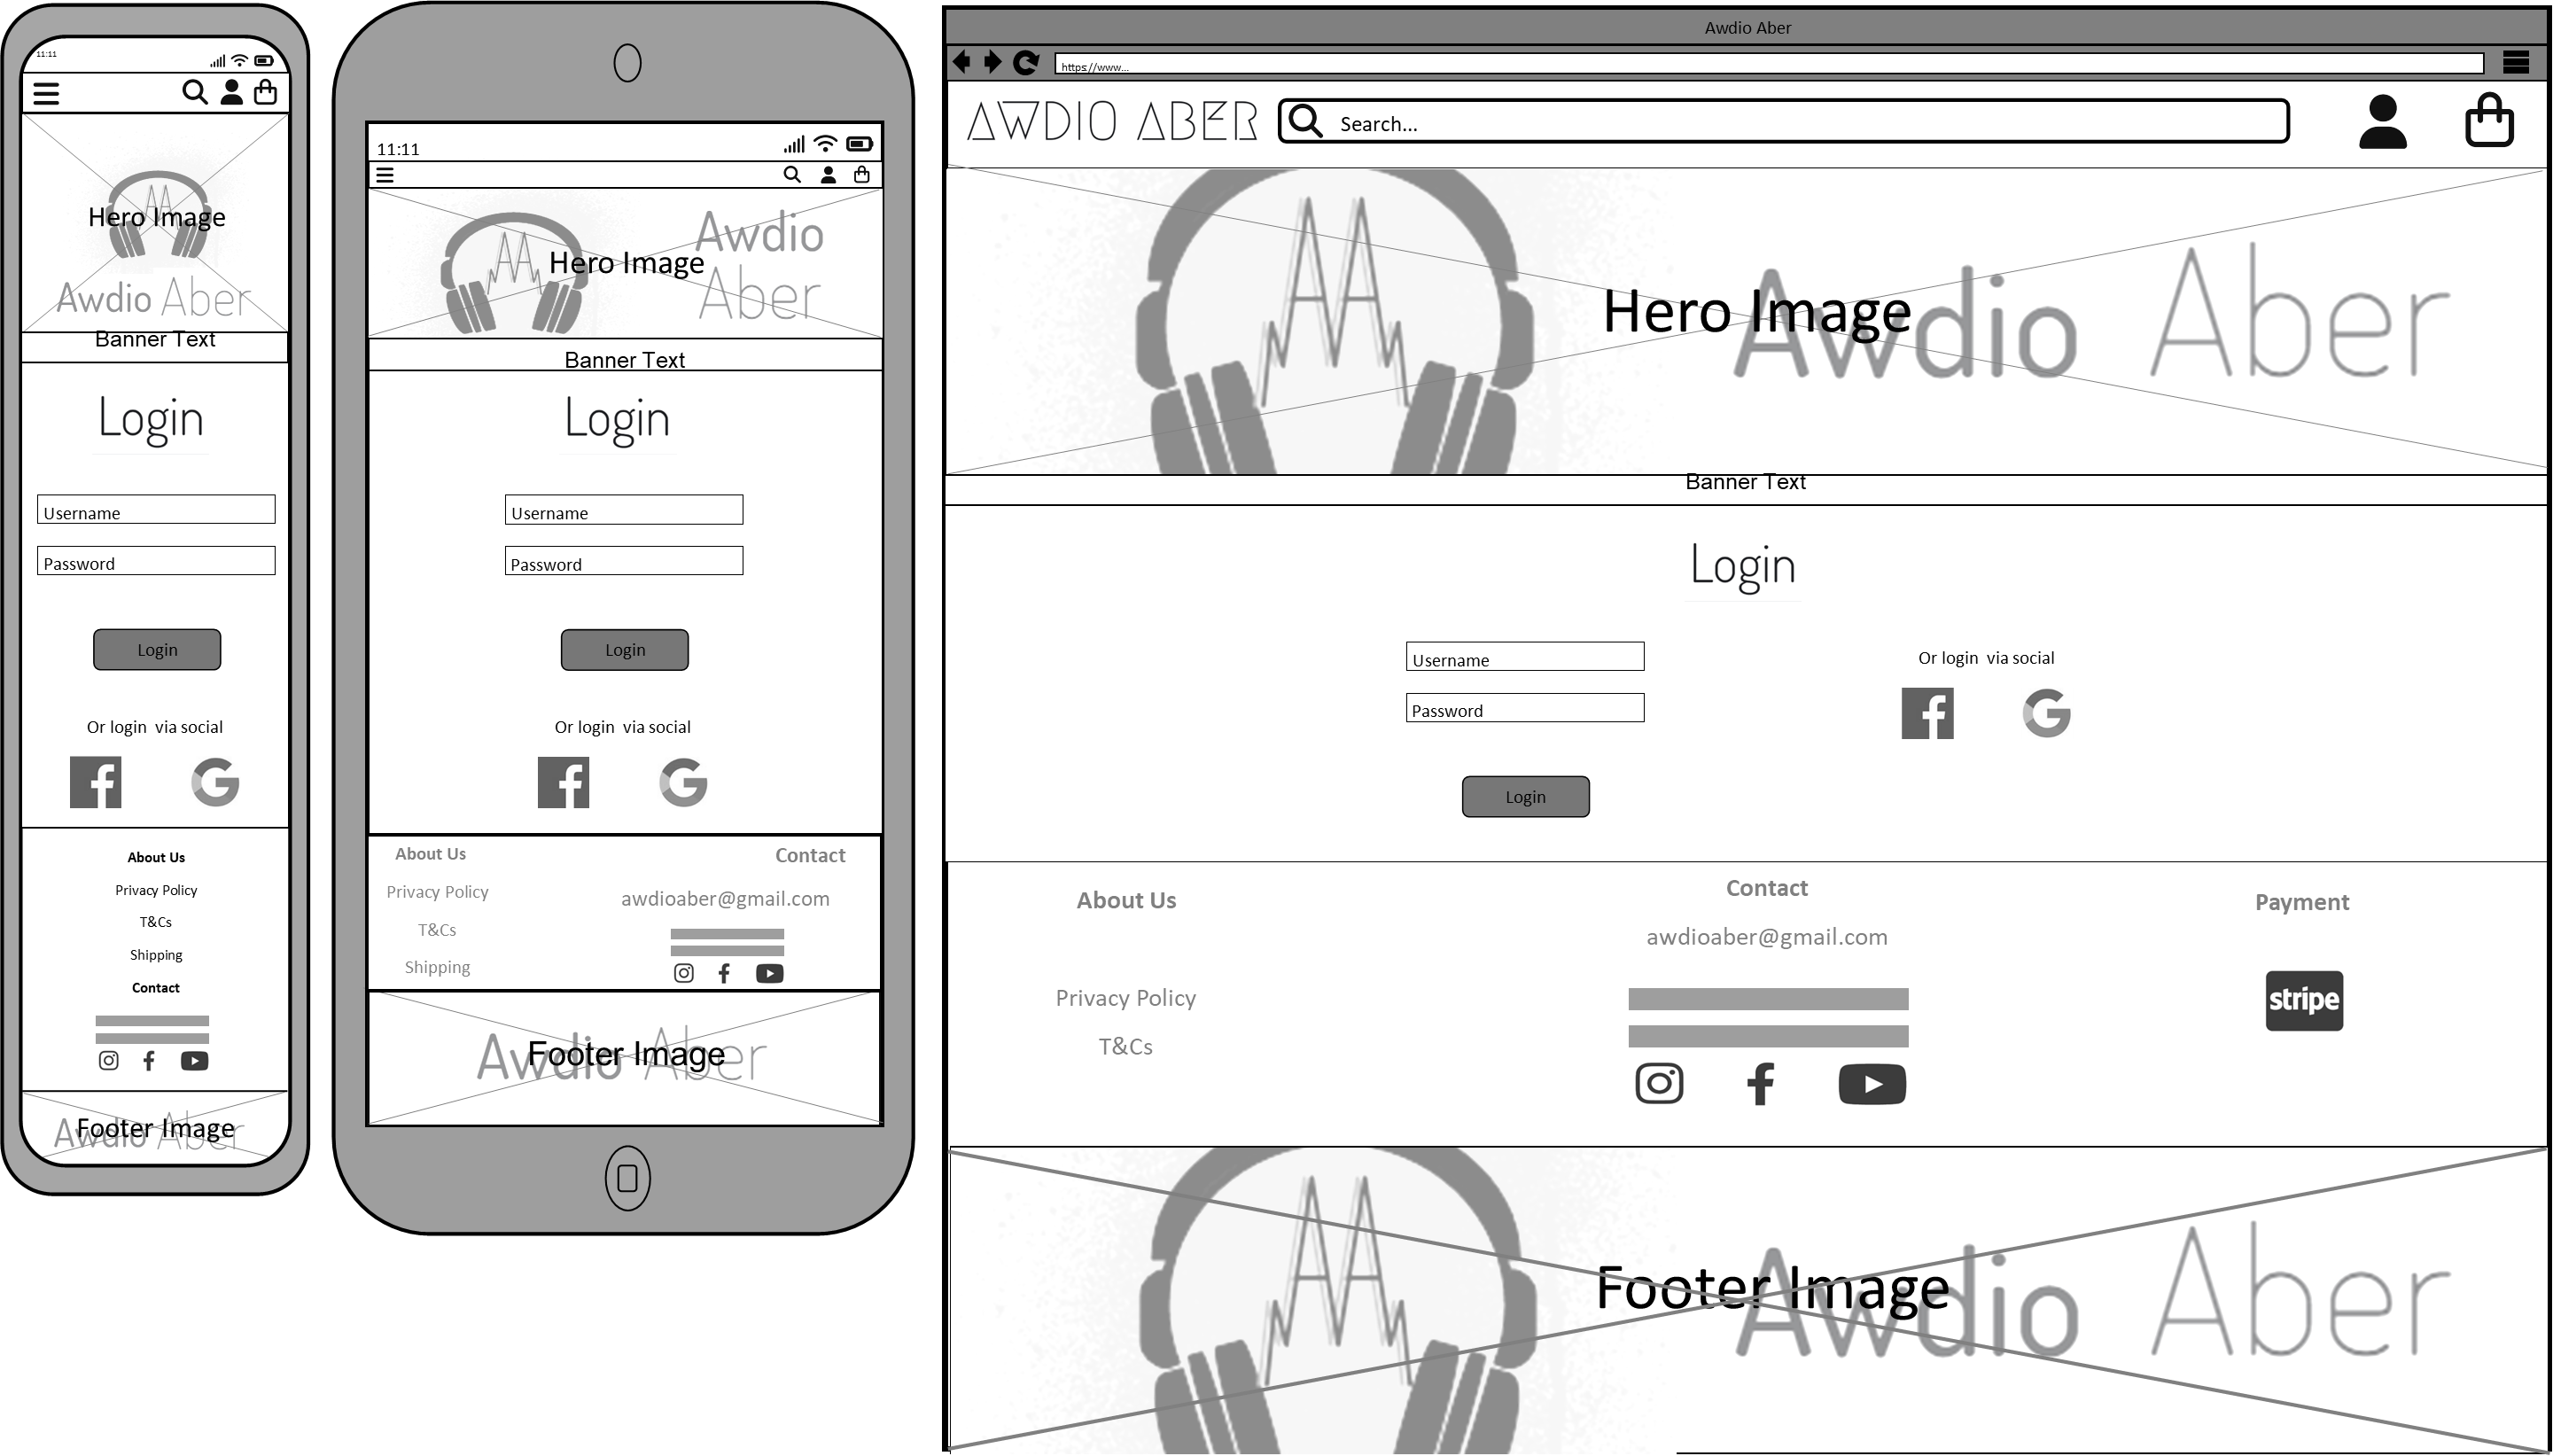 11:11
AA
Hero Image
Awdio Aber
Banner Text
Login
Username
Password
Login
Or login  via social
f
G
About Us
Privacy Policy
T&Cs
Shipping
Contact
f
Awdio Aber
Footer Image
11:11
AA
Hero Image
Awdio
Aber
Banner Text
Login
Username
Password
Login
Or login  via social
f
G
About Us
Privacy Policy
T&Cs
Shipping
Contact
awdioaber@gmail.com
f
Awdio Aber
Footer Image
Awdio Aber
https://www...
AWDIO ABER
Search...
AA
Hero Image
Awdio Aber
Banner Text
Login
Username
Password
Login
Or login  via social
f
G
About Us
Privacy Policy
T&Cs
Contact
awdioaber@gmail.com
f
Payment
stripe
AA
Footer Image
Awdio Aber